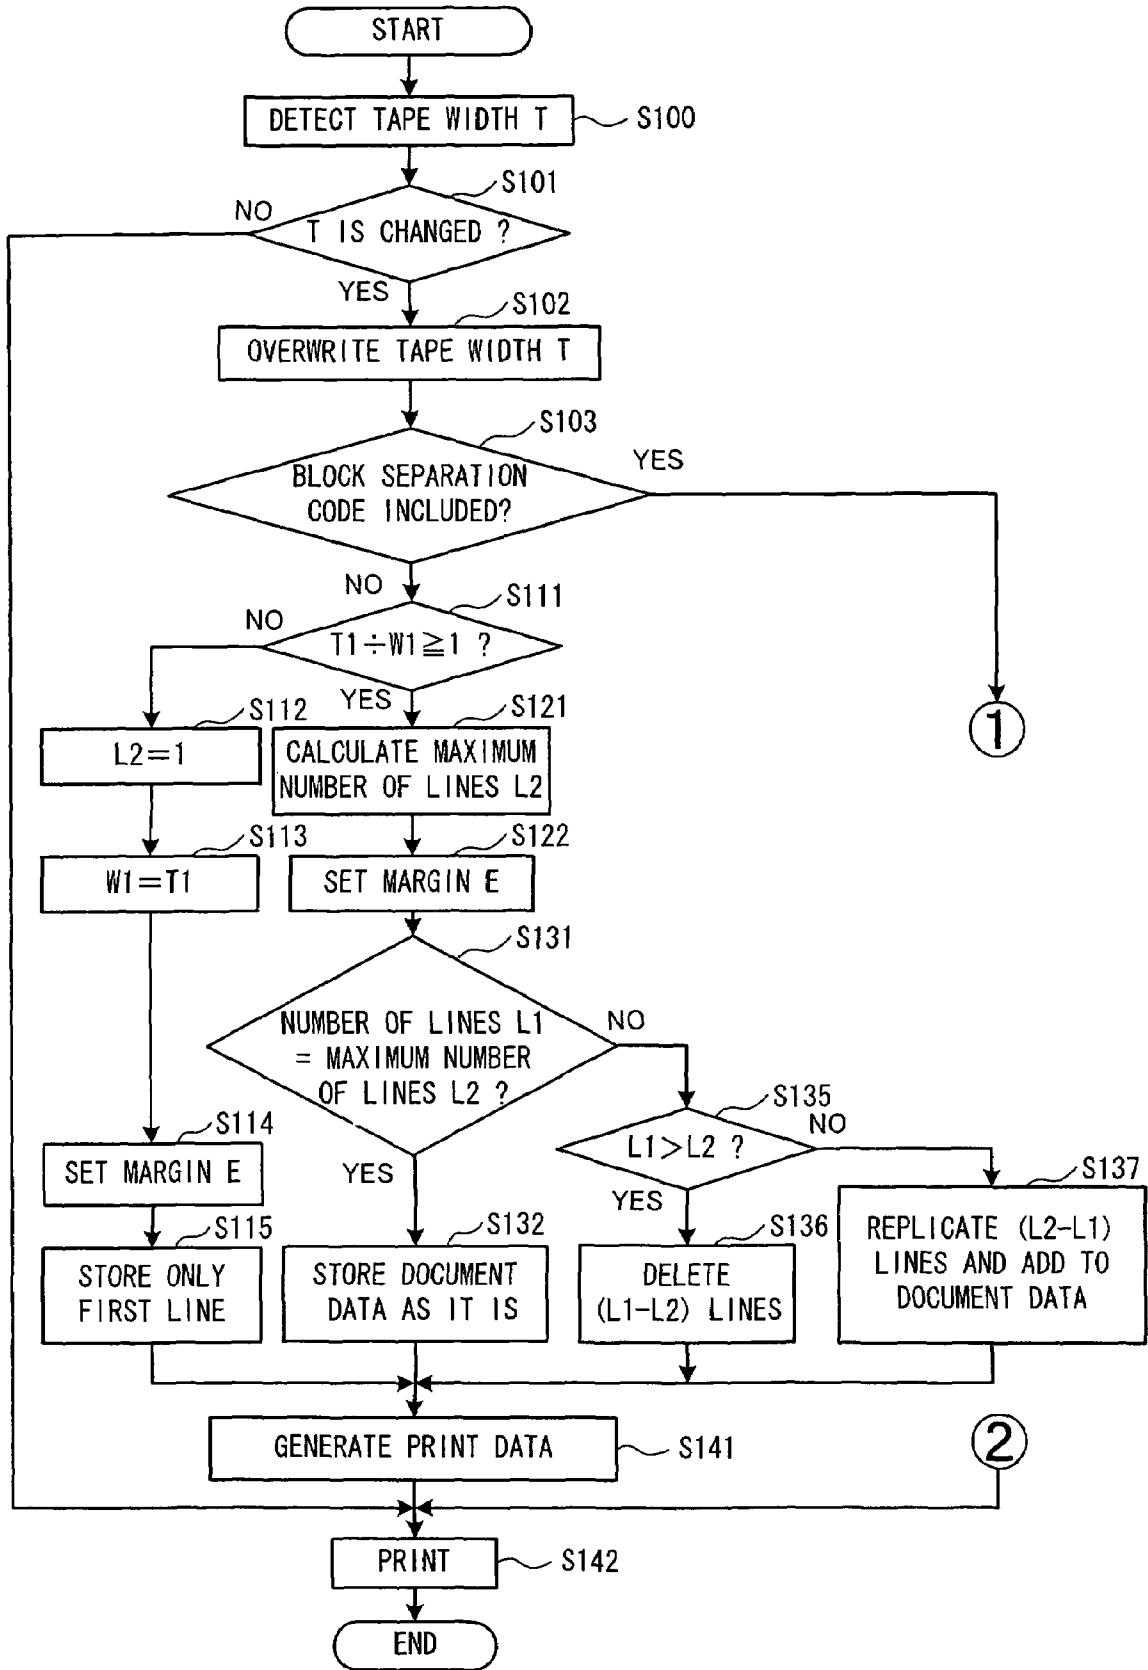 START
DETECT TAPE WIDTH T
S100
S101
NO
T IS CHANGED ?
YES
S102
OVERWRITE TAPE WIDTH T
S103
BLOCK SEPARATION
CODE INCLUDED?
YES
NO
S111
NO
T1÷W1≧1 ?
YES
S112
L2=1
S121
CALCULATE MAXIMUM
NUMBER OF LINES L2
①
S113
W1=T1
S122
SET MARGIN E
S131
NUMBER OF LINES L1
= MAXIMUM NUMBER
OF LINES L2 ?
NO
YES
S135
L1>L2 ?
NO
YES
S114
SET MARGIN E
S115
STORE ONLY
FIRST LINE
S132
STORE DOCUMENT
DATA AS IT IS
S136
DELETE
(L1-L2) LINES
S137
REPLICATE (L2-L1)
LINES AND ADD TO
DOCUMENT DATA
GENERATE PRINT DATA
S141
②
PRINT
S142
END